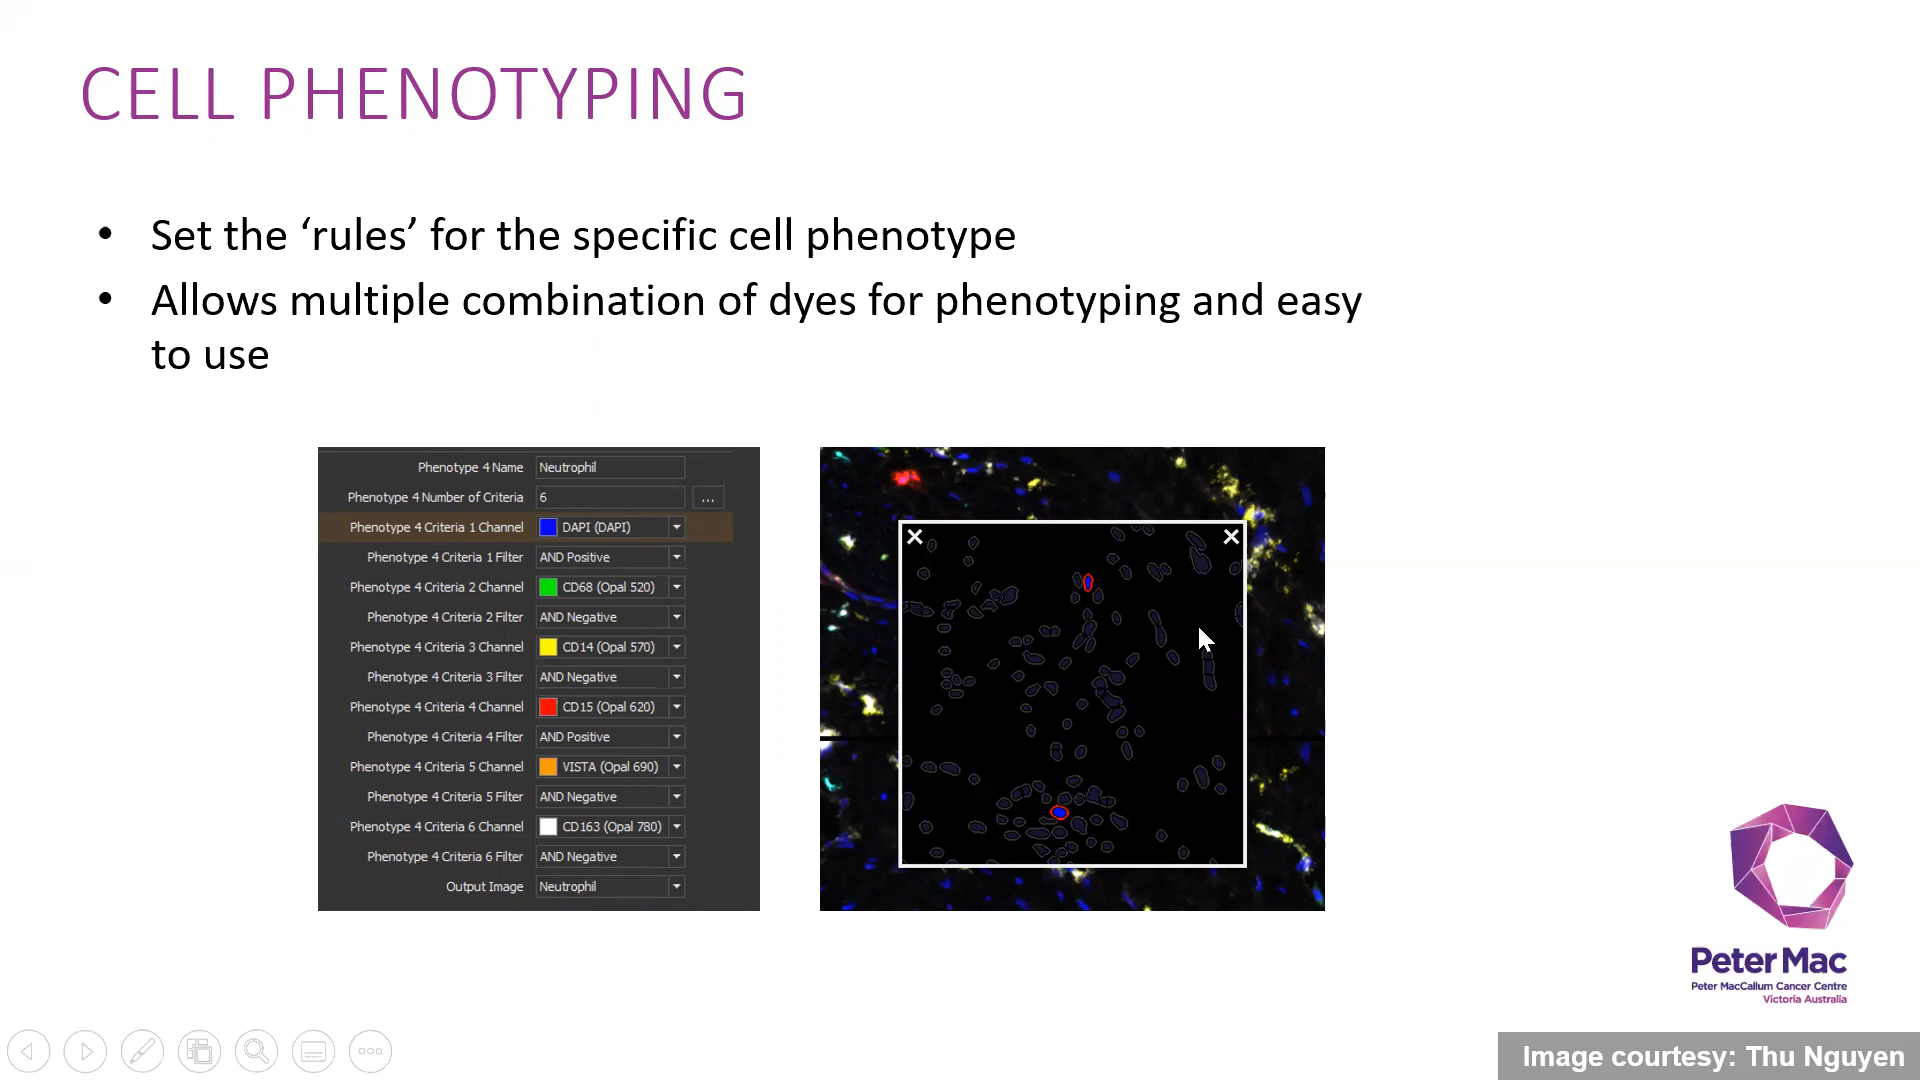 CELL PHENOTYPING
• Set the ‘rules’ for the specific cell phenotype
• Allows multiple combination of dyes for phenotyping and easy
to use
Phenotype 4 Name Neutrophil
Phenotype 4 Number of Criteria 6 ...
Phenotype 4 Criteria 1 Channel DAPI (DAPI)
Phenotype 4 Criteria 1 Filter AND Positive
Phenotype 4 Criteria 2 Channel CD68 (Opal 520)
Phenotype 4 Criteria 2 Filter AND Negative
Phenotype 4 Criteria 3 Channel CD14 (Opal 570)
Phenotype 4 Criteria 3 Filter AND Negative
Phenotype 4 Criteria 4 Channel CD15 (Opal 620)
Phenotype 4 Criteria 4 Filter AND Positive
Phenotype 4 Criteria 5 Channel VISTA (Opal 690)
Phenotype 4 Criteria 5 Filter AND Negative
Phenotype 4 Criteria 6 Channel CD163 (Opal 780)
Phenotype 4 Criteria 6 Filter AND Negative
Output Image Neutrophil
Peter Mac
Peter MacCallum Cancer Centre
Victoria Australia
Image courtesy: Thu Nguyen